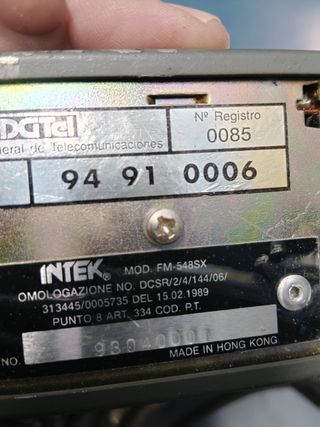 DGTel
eral de Telecomunicaciones
Nº Registro
0085
94 91 0006
INTEK MOD. FM-548SX
OMOLOGAZIONE NO. DCSR/2/4/144/06/
313445/0005735 DEL 15.02.1989
PUNTO 8 ART. 334 COD. P.T.
NO.
MADE IN HONG KONG